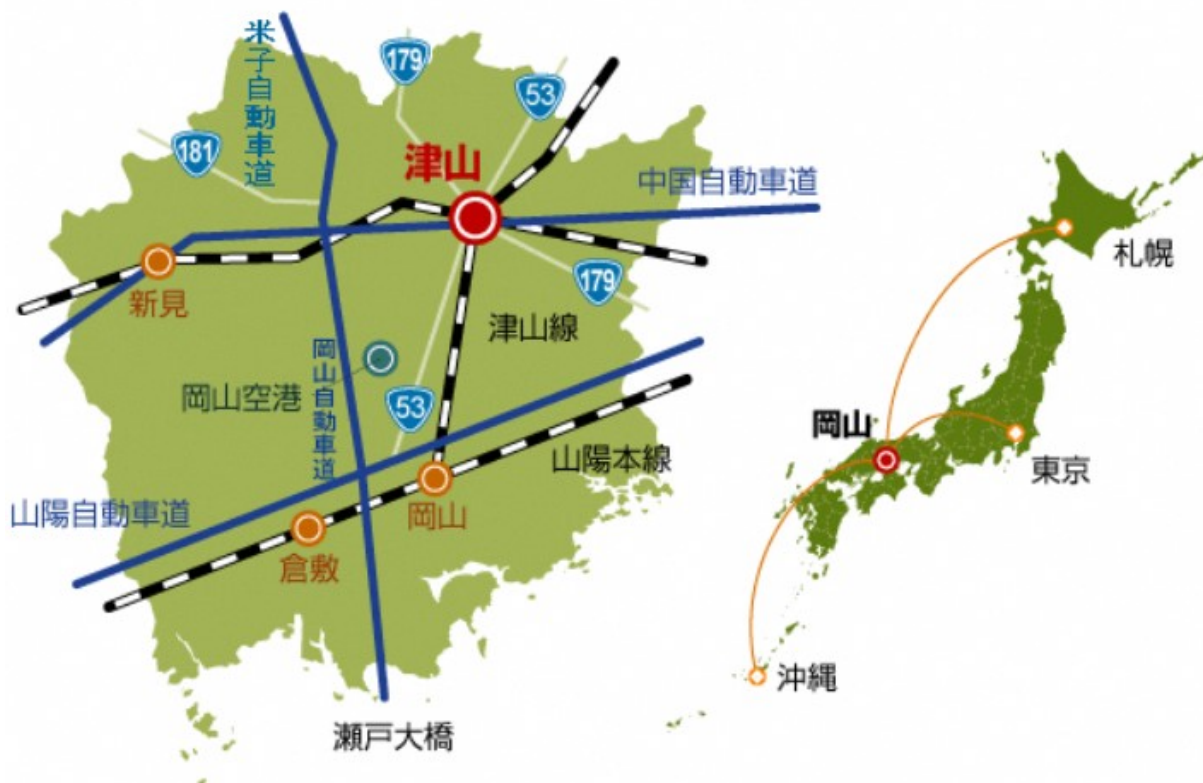 米子自動車道
179
53
181
津山
中国自動車道
新見
179
津山線
岡山自動車道
岡山空港
53
山陽本線
山陽自動車道
岡山
倉敷
瀬戸大橋
札幌
岡山
東京
沖縄